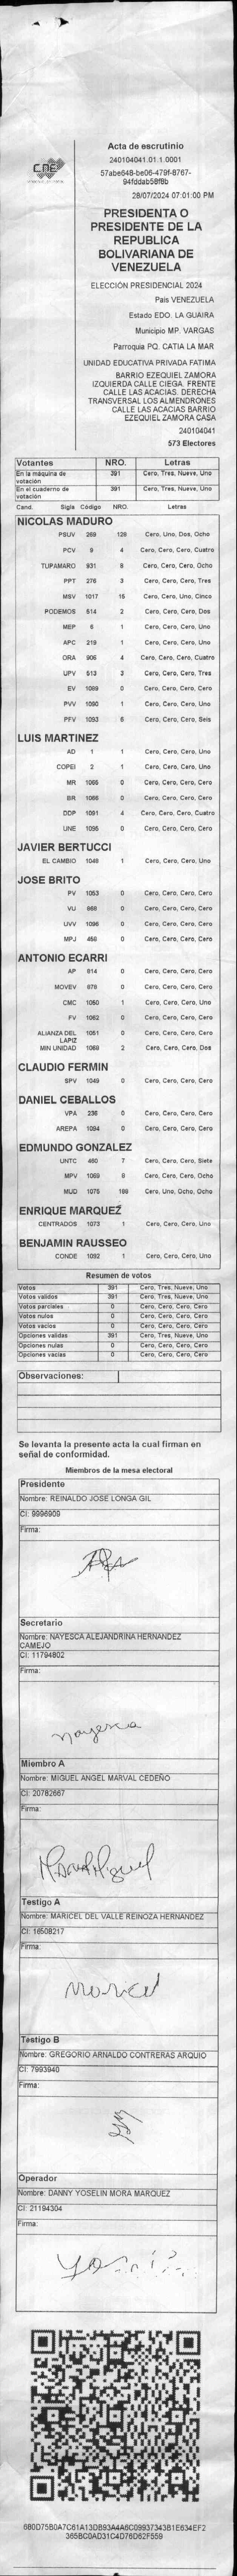 CNE
Acta de escrutinio
240104041.01.1.0001
57abe648-be06-479f-8767-
94fddab58f8b
28/07/2024 07:01:00 PM
PRESIDENTA O
PRESIDENTE DE LA
REPUBLICA
BOLIVARIANA DE
VENEZUELA
ELECCIÓN PRESIDENCIAL 2024
País VENEZUELA
Estado EDO. LA GUAIRA
Municipio MP. VARGAS
Parroquia PQ. CATIA LA MAR
UNIDAD EDUCATIVA PRIVADA FATIMA
BARRIO EZEQUIEL ZAMORA
IZQUIERDA CALLE CIEGA. FRENTE
CALLE LAS ACACIAS. DERECHA
TRANSVERSAL LOS ALMENDRONES
CALLE LAS ACACIAS BARRIO
EZEQUIEL ZAMORA CASA
240104041
573 Electores
Votantes NRO. Letras
En la máquina de votación 391 Cero, Tres, Nueve, Uno
En el cuaderno de votación 391 Cero, Tres, Nueve, Uno
Cand. Sigla Código NRO. Letras
NICOLAS MADURO
PSUV 269 128 Cero, Uno, Dos, Ocho
PCV 9 4 Cero, Cero, Cero, Cuatro
TUPAMARO 931 8 Cero, Cero, Cero, Ocho
PPT 276 3 Cero, Cero, Cero, Tres
MSV 1017 15 Cero, Cero, Uno, Cinco
PODEMOS 514 2 Cero, Cero, Cero, Dos
MEP 6 1 Cero, Cero, Cero, Uno
APC 219 1 Cero, Cero, Cero, Uno
ORA 906 4 Cero, Cero, Cero, Cuatro
UPV 513 3 Cero, Cero, Cero, Tres
EV 1089 0 Cero, Cero, Cero, Cero
PVV 1090 1 Cero, Cero, Cero, Uno
PFV 1093 6 Cero, Cero, Cero, Seis
LUIS MARTINEZ
AD 1 1 Cero, Cero, Cero, Uno
COPEI 2 1 Cero, Cero, Cero, Uno
MR 1065 0 Cero, Cero, Cero, Cero
BR 1066 0 Cero, Cero, Cero, Cero
DDP 1091 4 Cero, Cero, Cero, Cuatro
UNE 1095 0 Cero, Cero, Cero, Cero
JAVIER BERTUCCI
EL CAMBIO 1048 1 Cero, Cero, Cero, Uno
JOSE BRITO
PV 1053 0 Cero, Cero, Cero, Cero
VU 868 0 Cero, Cero, Cero, Cero
UVV 1096 0 Cero, Cero, Cero, Cero
MPJ 459 0 Cero, Cero, Cero, Cero
ANTONIO ECARRI
AP 814 0 Cero, Cero, Cero, Cero
MOVEV 679 0 Cero, Cero, Cero, Cero
CMC 1050 1 Cero, Cero, Cero, Uno
FV 1062 0 Cero, Cero, Cero, Cero
ALIANZA DEL LAPIZ 1051 0 Cero, Cero, Cero, Cero
MIN UNIDAD 1068 2 Cero, Cero, Cero, Dos
CLAUDIO FERMIN
SPV 1049 0 Cero, Cero, Cero, Cero
DANIEL CEBALLOS
VPA 236 0 Cero, Cero, Cero, Cero
AREPA 1094 0 Cero, Cero, Cero, Cero
EDMUNDO GONZALEZ
UNTC 460 7 Cero, Cero, Cero, Siete
MPV 1069 8 Cero, Cero, Cero, Ocho
MUD 1075 188 Cero, Uno, Ocho, Ocho
ENRIQUE MARQUEZ
CENTRADOS 1073 1 Cero, Cero, Cero, Uno
BENJAMIN RAUSSEO
CONDE 1092 1 Cero, Cero, Cero, Uno
Resumen de votos
Votos 391 Cero, Tres, Nueve, Uno
Votos validos 391 Cero, Tres, Nueve, Uno
Votos parciales 0 Cero, Cero, Cero, Cero
Votos nulos 0 Cero, Cero, Cero, Cero
Votos vacios 0 Cero, Cero, Cero, Cero
Opciones validas 391 Cero, Tres, Nueve, Uno
Opciones nulas 0 Cero, Cero, Cero, Cero
Opciones vacias 0 Cero, Cero, Cero, Cero
Observaciones:
Se levanta la presente acta la cual firman en
señal de conformidad.
Miembros de la mesa electoral
Presidente
Nombre: REINALDO JOSE LONGA GIL
CI: 9996909
Firma:
Secretario
Nombre: NAYESCA ALEJANDRINA HERNANDEZ
CAMEJO
CI: 11794802
Firma:
nayesca
Miembro A
Nombre: MIGUEL ANGEL MARVAL CEDEÑO
CI: 20782667
Firma:
Testigo A
Nombre: MARICEL DEL VALLE REINOZA HERNANDEZ
CI: 16508217
Firma:
Maricel
Testigo B
Nombre: GREGORIO ARNALDO CONTRERAS ARQUIO
CI: 7993940
Firma:
Operador
Nombre: DANNY YOSELIN MORA MARQUEZ
CI: 21194304
Firma:
680D75B0A7C61A13DB93A4A6C09937343B1E634EF2
365BC0AD31C4D76D62F559